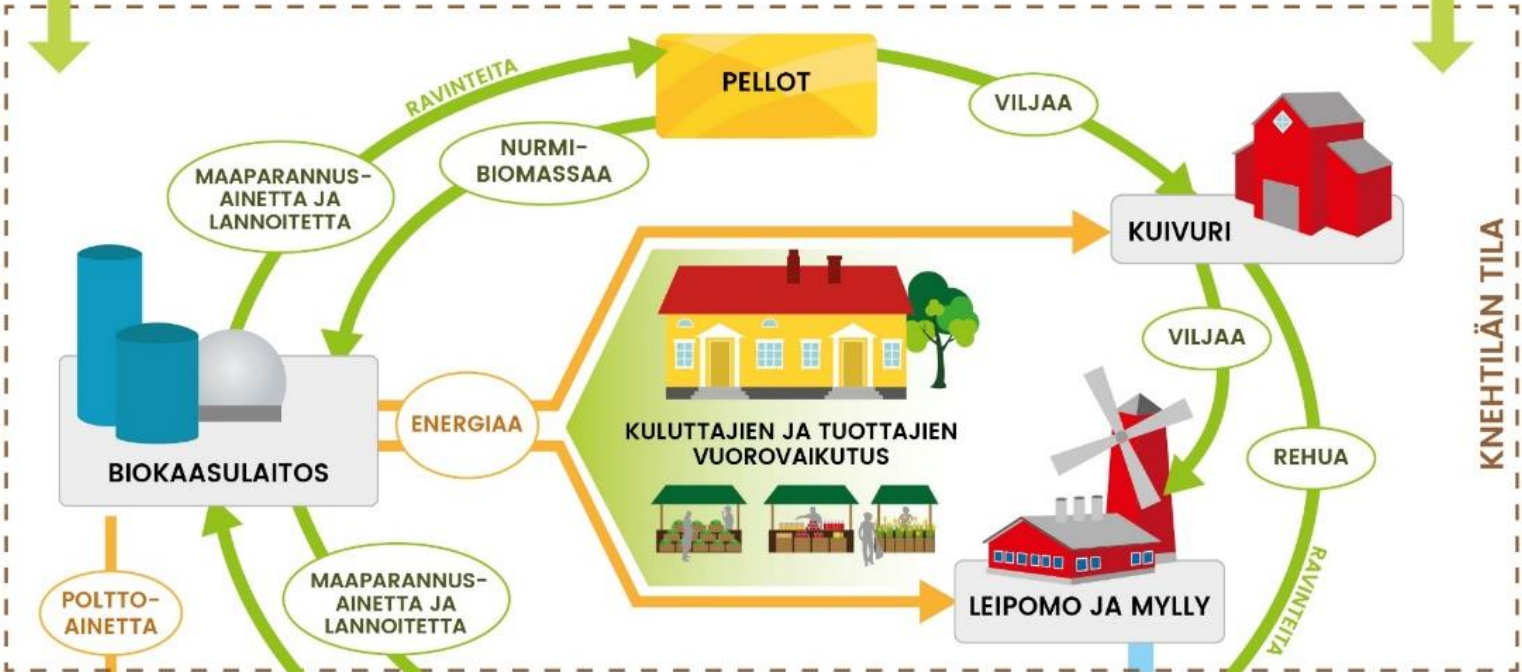 PELLOT
RAVINTEITA
VILJAA
NURMI-
BIOMASSAA
MAAPARANNUS-
AINETTA JA
LANNOITETTA
KUIVURI
KNEHTILÄN TILA
VILJAA
ENERGIAA
KULUTTAJIEN JA TUOTTAJIEN
VUOROVAIKUTUS
REHUA
BIOKAASULAITOS
MAAPARANNUS-
AINETTA JA
LANNOITETTA
POLTTO-
AINETTA
LEIPOMO JA MYLLY
RAVINTEITA